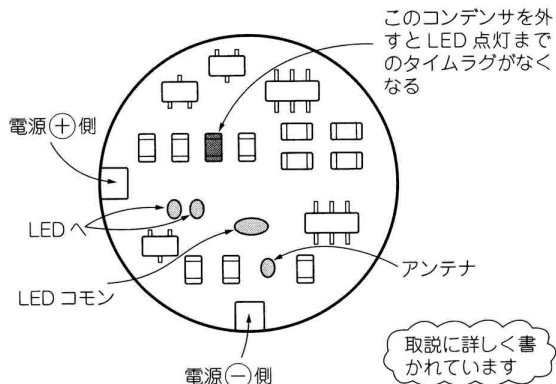 このコンデンサを外
すとLED点灯まで
のタイムラグがなく
なる
電源⊕側
LEDへ
LEDコモン
アンテナ
電源⊖側
取説に詳しく書
かれています